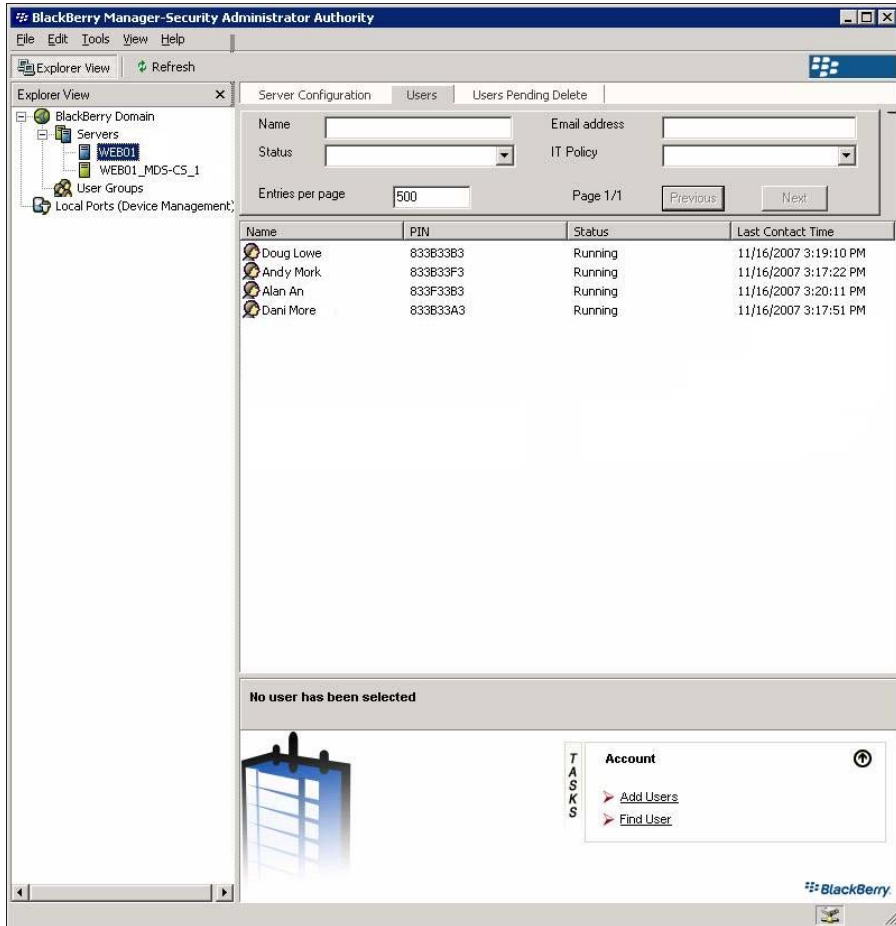 BlackBerry Manager-Security Administrator Authority
File Edit Tools View Help
Explorer View Refresh
Explorer View
BlackBerry Domain
Servers
WEB01
WEB01_MDS-CS_1
User Groups
Local Ports (Device Management)
Server Configuration Users Users Pending Delete
Name Email address
Status IT Policy
Entries per page 500 Page 1/1 Previous Next
Name PIN Status Last Contact Time
Doug Lowe 833B33B3 Running 11/16/2007 3:19:10 PM
Andy Mork 833B33F3 Running 11/16/2007 3:17:22 PM
Alan An 833F33B3 Running 11/16/2007 3:20:11 PM
Dani More 833B33A3 Running 11/16/2007 3:17:51 PM
No user has been selected
TASKS
Account
Add Users
Find User
BlackBerry.